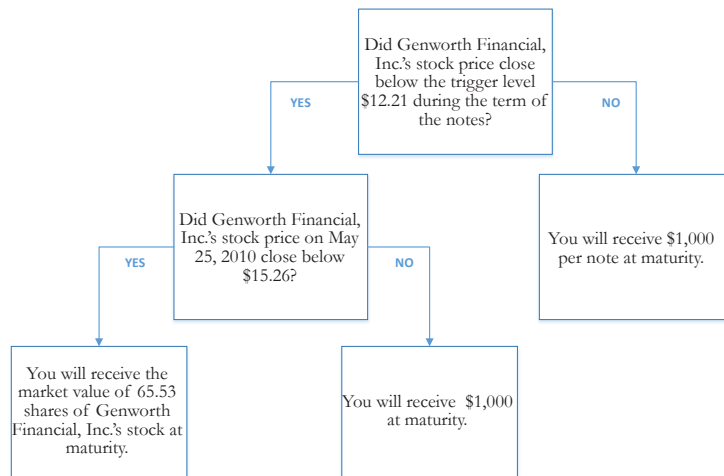 Did Genworth Financial,
Inc.'s stock price close
below the trigger level
$12.21 during the term of
the notes?
YES
NO
Did Genworth Financial,
Inc.'s stock price on May
25, 2010 close below
$15.26?
You will receive $1,000
per note at maturity.
YES
NO
You will receive the
market value of 65.53
shares of Genworth
Financial, Inc.'s stock at
maturity.
You will receive $1,000
at maturity.